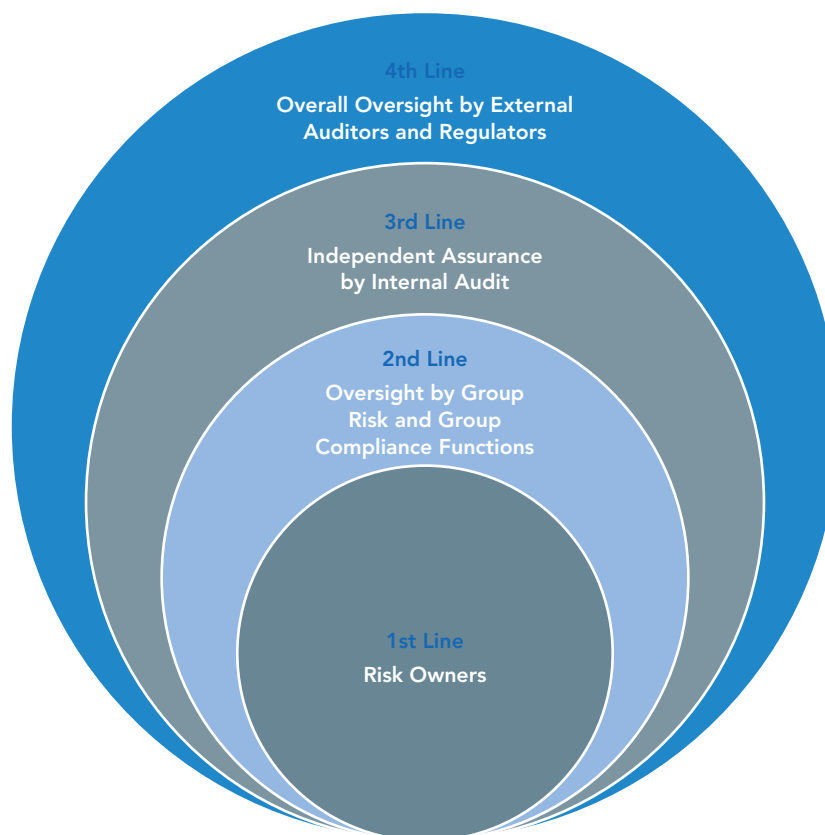 4th Line
Overall Oversight by External
Auditors and Regulators
3rd Line
Independent Assurance
by Internal Audit
2nd Line
Oversight by Group
Risk and Group
Compliance Functions
1st Line
Risk Owners